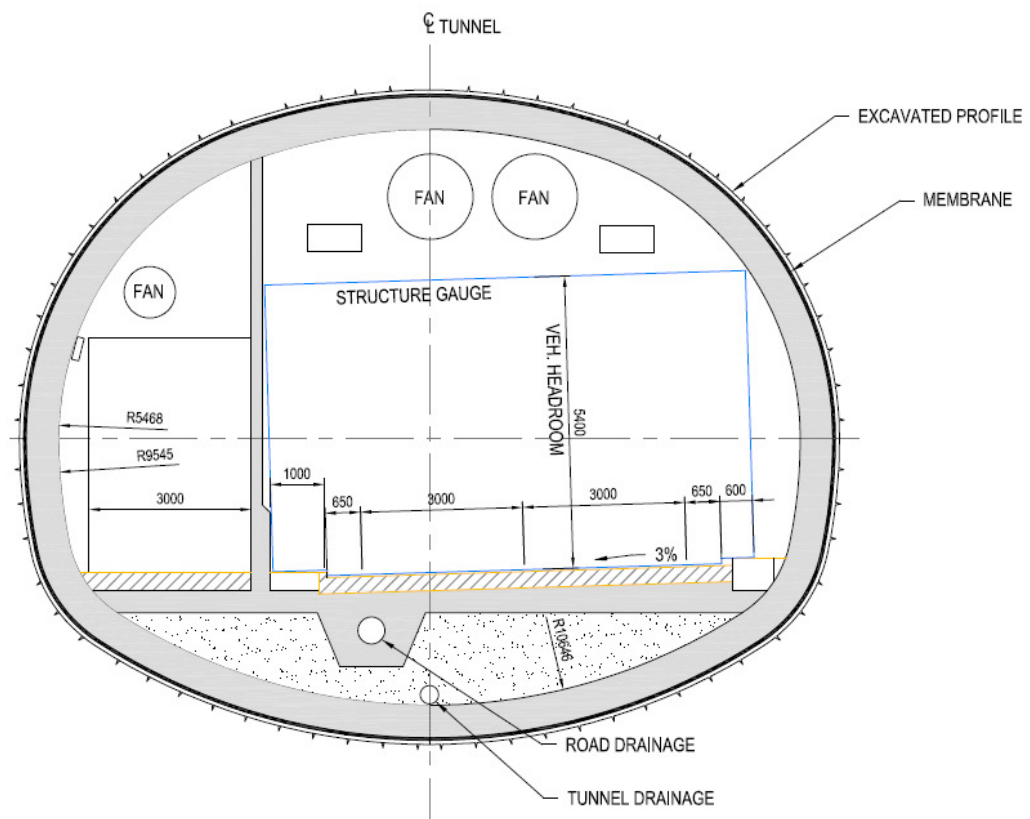 ℄ TUNNEL
EXCAVATED PROFILE
MEMBRANE
FAN
FAN
FAN
STRUCTURE GAUGE
VEH. HEADROOM
5400
R5468
R9545
3000
1000
650
3000
3000
650
600
3%
R10646
ROAD DRAINAGE
TUNNEL DRAINAGE